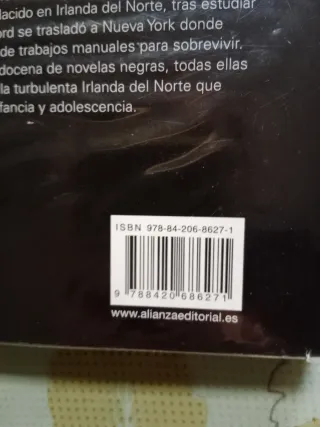 lacido en Irlanda del Norte, tras estudiar
ord se trasladó a Nueva York donde
de trabajos manuales para sobrevivir.
docena de novelas negras, todas ellas
la turbulenta Irlanda del Norte que
fancia y adolescencia.
ISBN 978-84-206-8627-1
9 788420 686271
www.alianzaeditorial.es